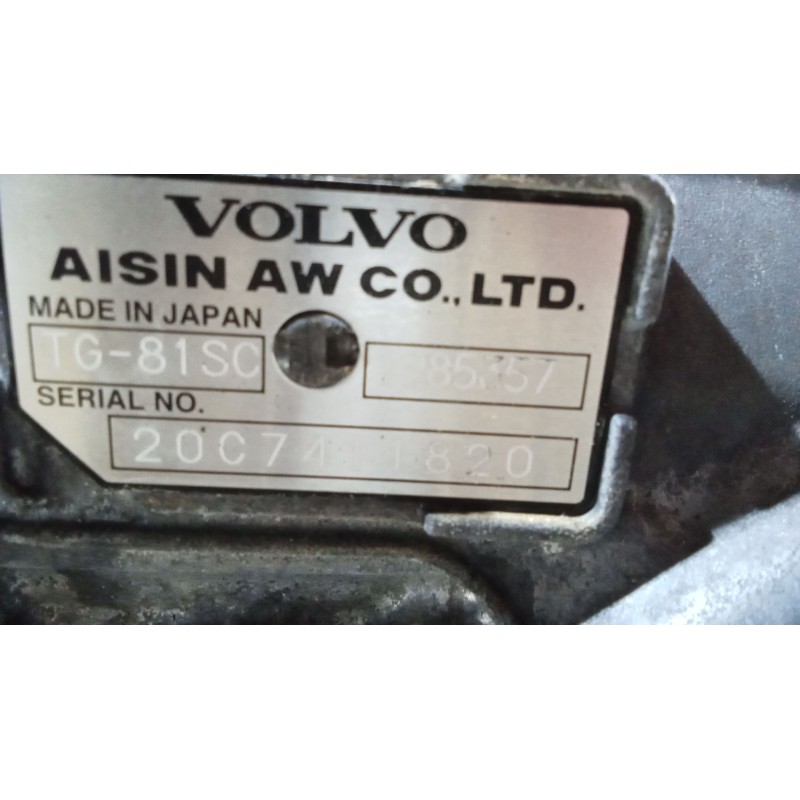 VOLVO
AISIN AW CO., LTD.
MADE IN JAPAN
TG-81SC
SERIAL NO.